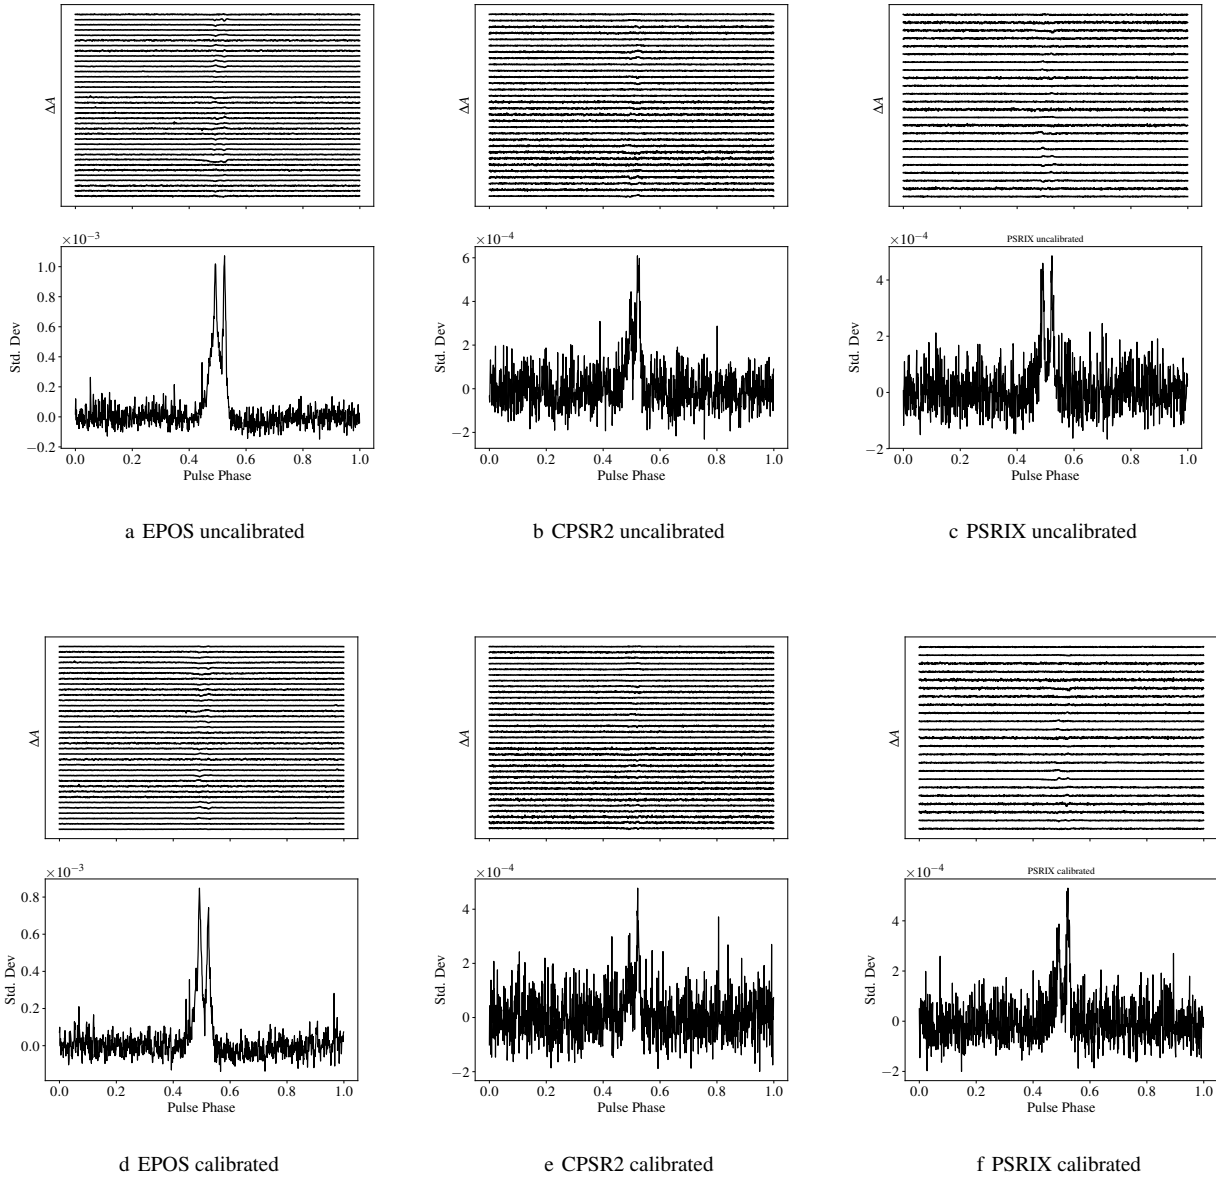 ΔA
ΔA
ΔA
×10⁻³
×10⁻⁴
×10⁻⁴
PSRIX uncalibrated
Std. Dev
1.0
0.8
0.6
0.4
0.2
0.0
−0.2
0.0 0.2 0.4 0.6 0.8 1.0
Pulse Phase
Std. Dev
6
4
2
0
−2
0.0 0.2 0.4 0.6 0.8 1.0
Pulse Phase
Std. Dev
4
2
0
−2
0.0 0.2 0.4 0.6 0.8 1.0
Pulse Phase
a EPOS uncalibrated
b CPSR2 uncalibrated
c PSRIX uncalibrated
ΔA
ΔA
ΔA
×10⁻³
×10⁻⁴
×10⁻⁴
PSRIX calibrated
Std. Dev
0.8
0.6
0.4
0.2
0.0
0.0 0.2 0.4 0.6 0.8 1.0
Pulse Phase
Std. Dev
4
2
0
−2
0.0 0.2 0.4 0.6 0.8 1.0
Pulse Phase
Std. Dev
4
2
0
−2
0.0 0.2 0.4 0.6 0.8 1.0
Pulse Phase
d EPOS calibrated
e CPSR2 calibrated
f PSRIX calibrated